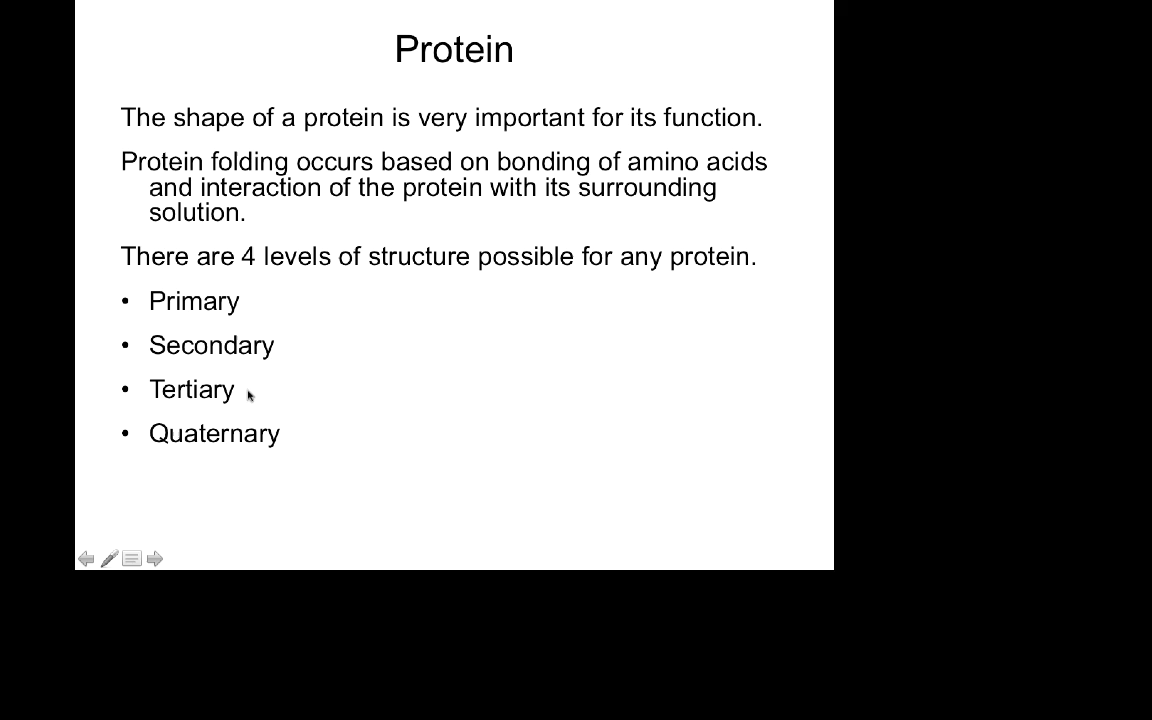 Protein
The shape of a protein is very important for its function.
Protein folding occurs based on bonding of amino acids
and interaction of the protein with its surrounding
solution.
There are 4 levels of structure possible for any protein.
• Primary
• Secondary
• Tertiary
• Quaternary